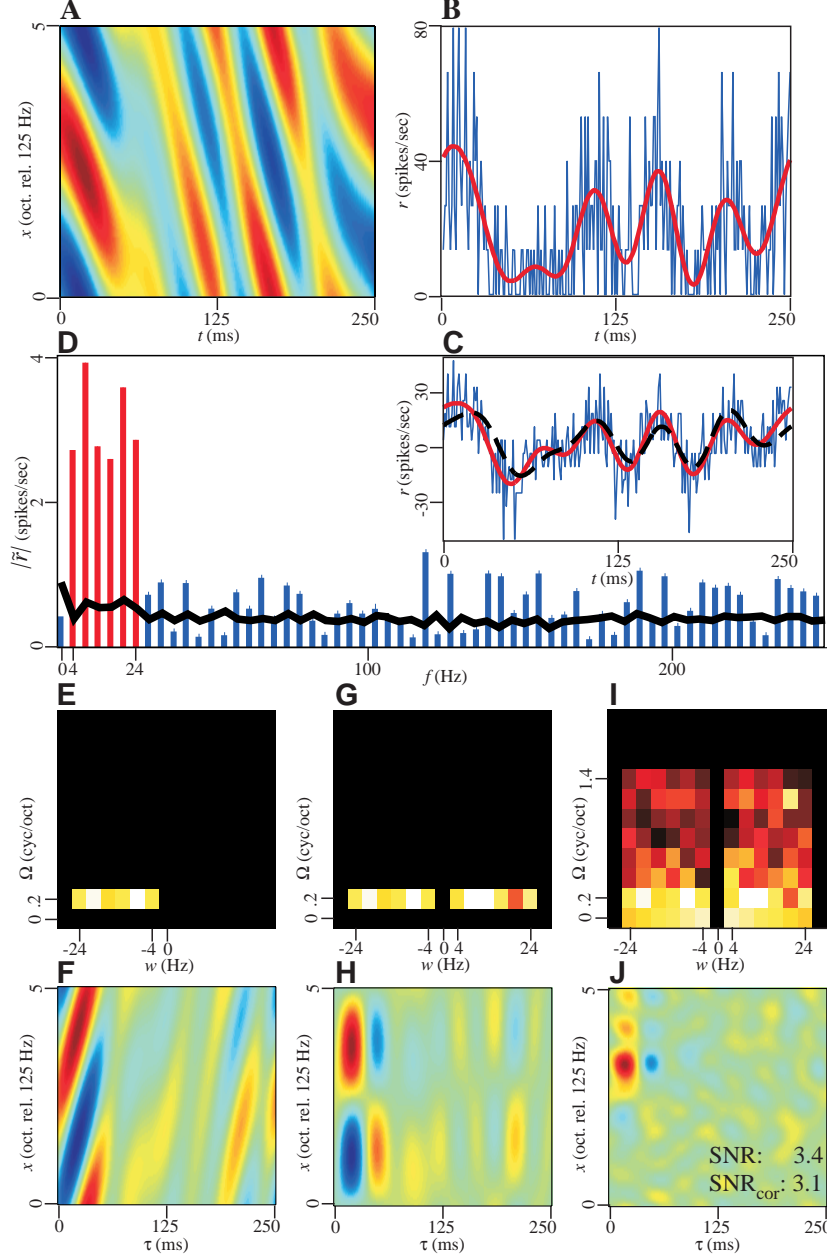 A
5
x (oct. rel. 125 Hz)
0
0
125
250
t (ms)
B
80
r (spikes/sec)
40
0
0
125
250
t (ms)
D
4
|r̃| (spikes/sec)
2
0
0 4
24
100
200
f (Hz)
C
30
r (spikes/sec)
0
-30
0
125
250
t (ms)
E
Ω (cyc/oct)
.2
0
-24
-4
0
w (Hz)
G
Ω (cyc/oct)
.2
0
-24
-4
0
4
24
w (Hz)
I
1.4
Ω (cyc/oct)
.2
0
-24
-4
0
4
24
w (Hz)
F
5
x (oct. rel. 125 Hz)
0
0
125
250
τ (ms)
H
5
x (oct. rel. 125 Hz)
0
0
125
250
τ (ms)
J
5
x (oct. rel. 125 Hz)
0
SNR: 3.4
SNRcor: 3.1
0
125
250
τ (ms)